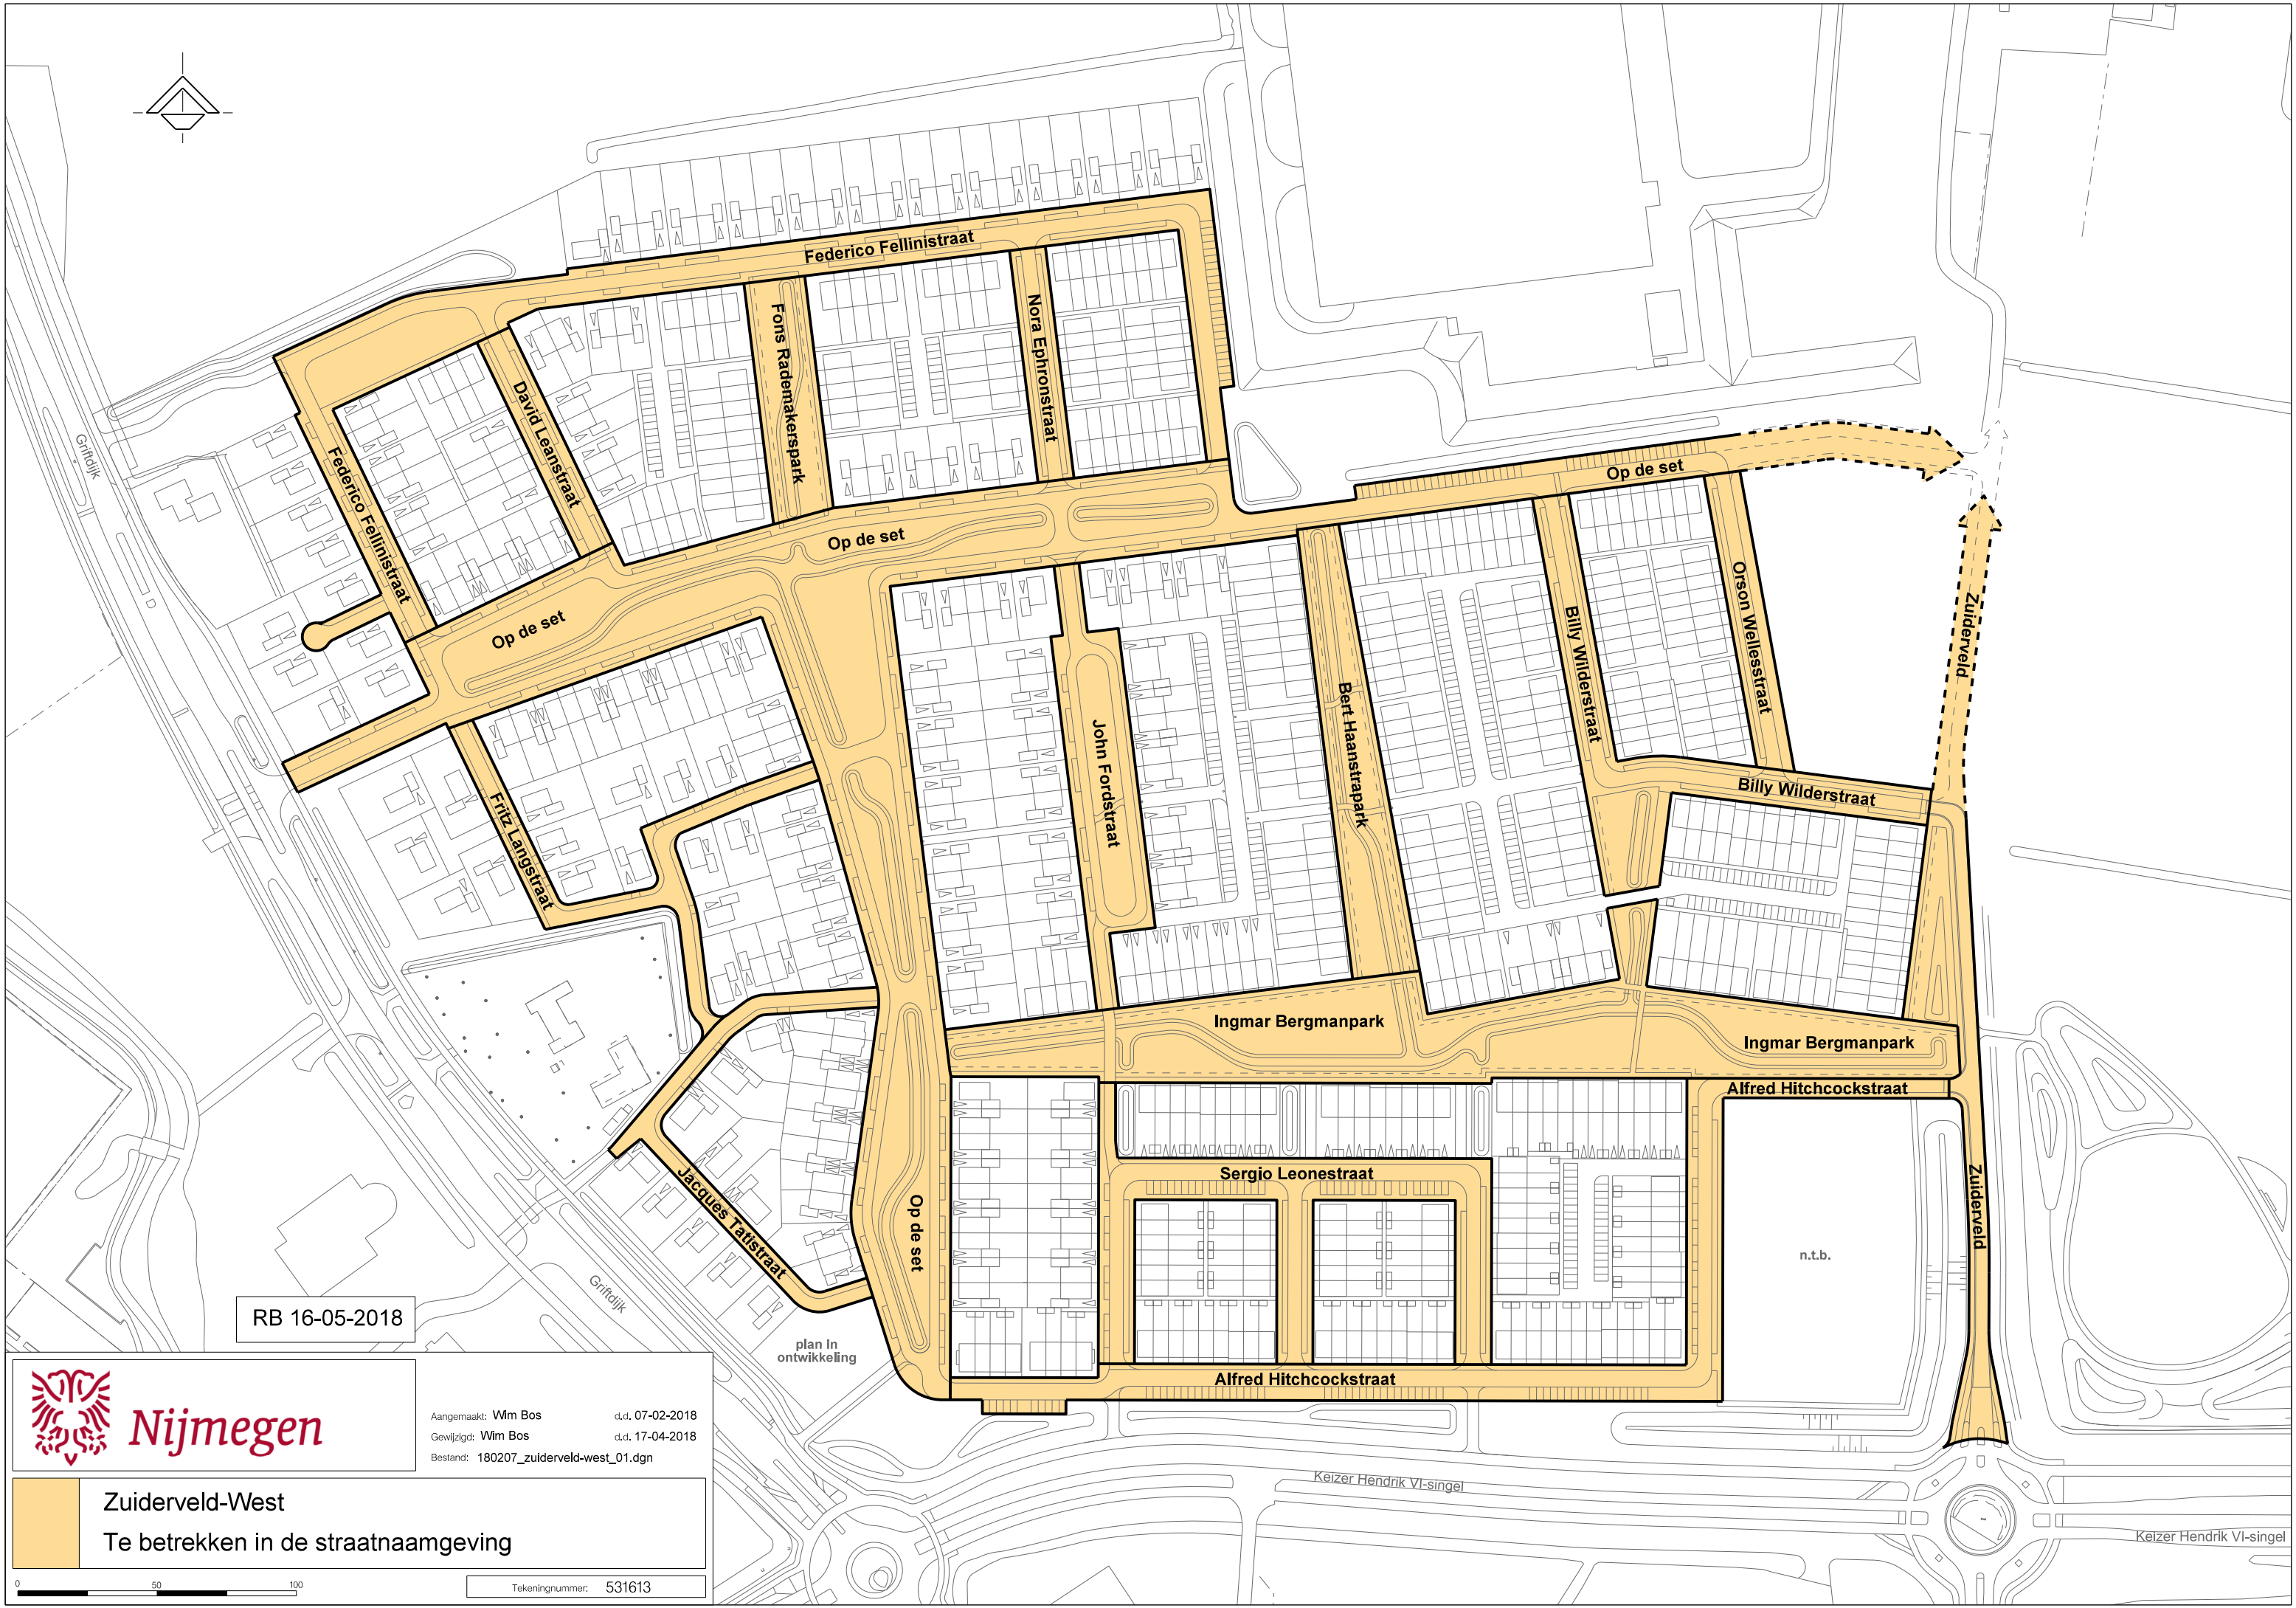 Federico Fellinistraat
Fons Rademakerspark
Nora Ephronstraat
David Leanstraat
Federico Fellinistraat
Griftdijk
Op de set
Op de set
Op de set
Zuiderveld
Orson Wellesstraat
Billy Wilderstraat
Bert Haanstrapark
John Fordstraat
Billy Wilderstraat
Fritz Langstraat
Ingmar Bergmanpark
Ingmar Bergmanpark
Alfred Hitchcockstraat
Sergio Leonestraat
Jacques Tatistraat
Op de set
Zuiderveld
n.t.b.
Griftdijk
plan in
ontwikkeling
Alfred Hitchcockstraat
Keizer Hendrik VI-singel
Keizer Hendrik VI-singel
RB 16-05-2018
Nijmegen
Aangemaakt: Wim Bos d.d. 07-02-2018
Gewijzigd: Wim Bos d.d. 17-04-2018
Bestand: 180207_zuiderveld-west_01.dgn
Zuiderveld-West
Te betrekken in de straatnaamgeving
0 50 100
Tekeningnummer: 531613